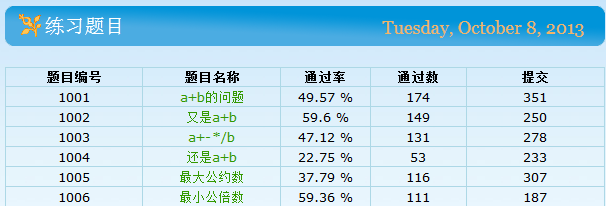 练习题目 Tuesday, October 8, 2013
题目编号 题目名称 通过率 通过数 提交
1001 a+b的问题 49.57 % 174 351
1002 又是a+b 59.6 % 149 250
1003 a+-*/b 47.12 % 131 278
1004 还是a+b 22.75 % 53 233
1005 最大公约数 37.79 % 116 307
1006 最小公倍数 59.36 % 111 187